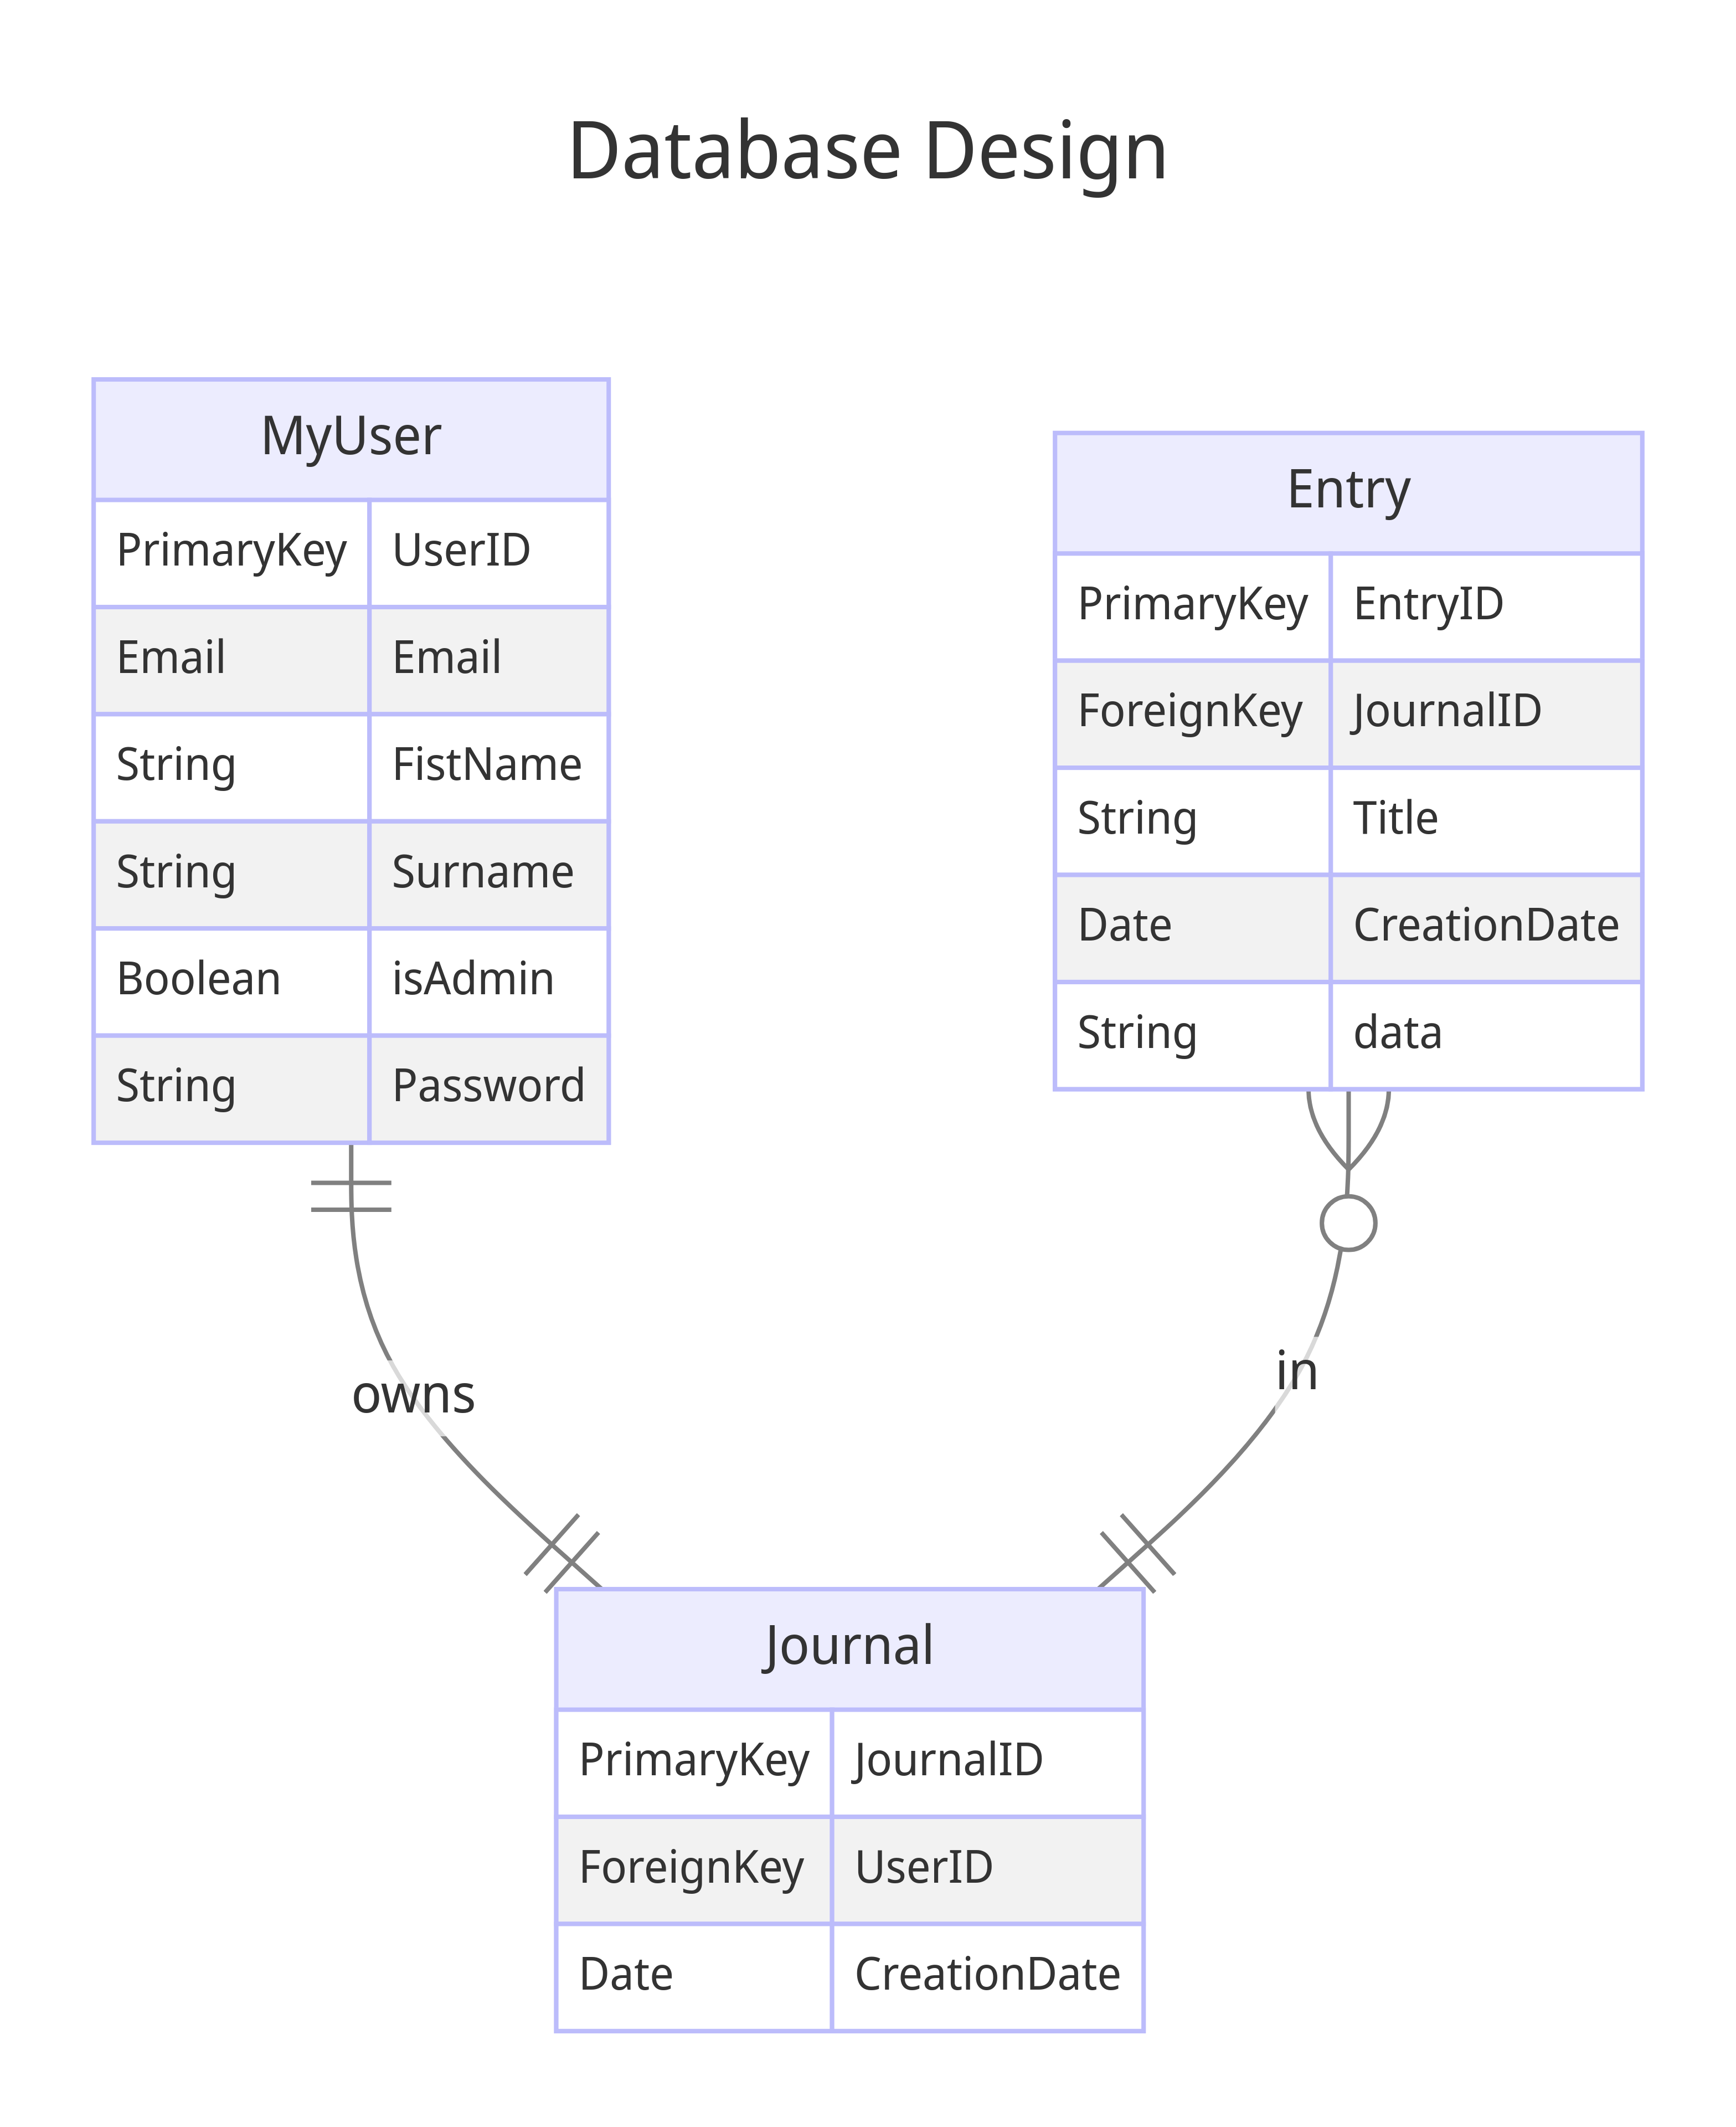 Database Design
MyUser
PrimaryKey UserID
Email Email
String FistName
String Surname
Boolean isAdmin
String Password
Entry
PrimaryKey EntryID
ForeignKey JournalID
String Title
Date CreationDate
String data
owns
in
Journal
PrimaryKey JournalID
ForeignKey UserID
Date CreationDate